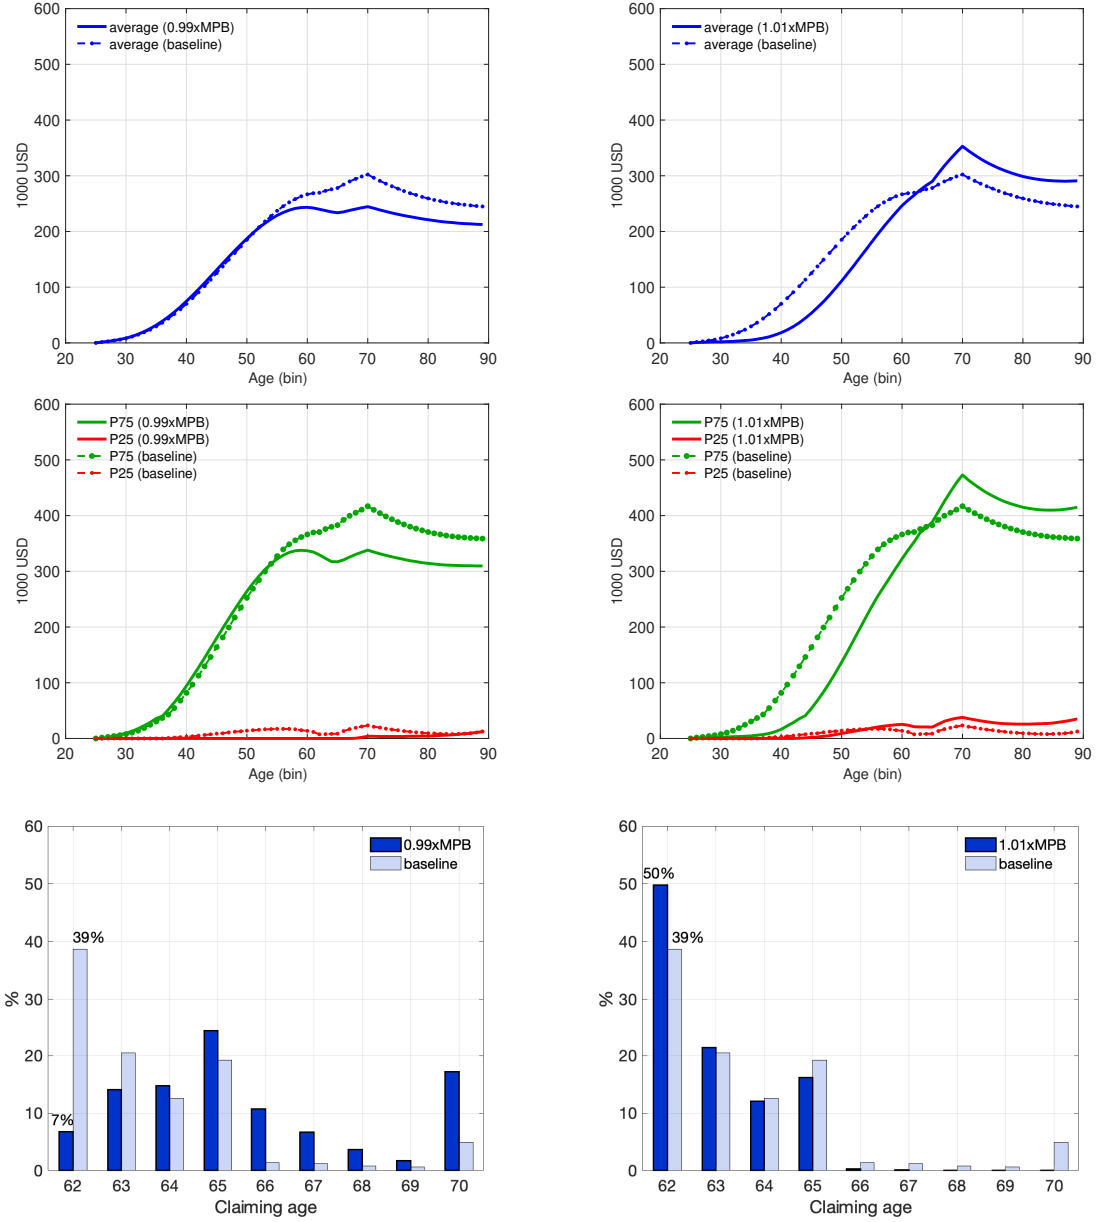 600
500
400
300
200
100
0
1000 USD
average (0.99xMPB)
average (baseline)
20 30 40 50 60 70 80 90
Age (bin)
600
500
400
300
200
100
0
1000 USD
average (1.01xMPB)
average (baseline)
20 30 40 50 60 70 80 90
Age (bin)
600
500
400
300
200
100
0
1000 USD
P75 (0.99xMPB)
P25 (0.99xMPB)
P75 (baseline)
P25 (baseline)
20 30 40 50 60 70 80 90
Age (bin)
600
500
400
300
200
100
0
1000 USD
P75 (1.01xMPB)
P25 (1.01xMPB)
P75 (baseline)
P25 (baseline)
20 30 40 50 60 70 80 90
Age (bin)
60
50
40
30
20
10
0
%
0.99xMPB
baseline
39%
7%
62 63 64 65 66 67 68 69 70
Claiming age
60
50
40
30
20
10
0
%
1.01xMPB
baseline
50%
39%
62 63 64 65 66 67 68 69 70
Claiming age